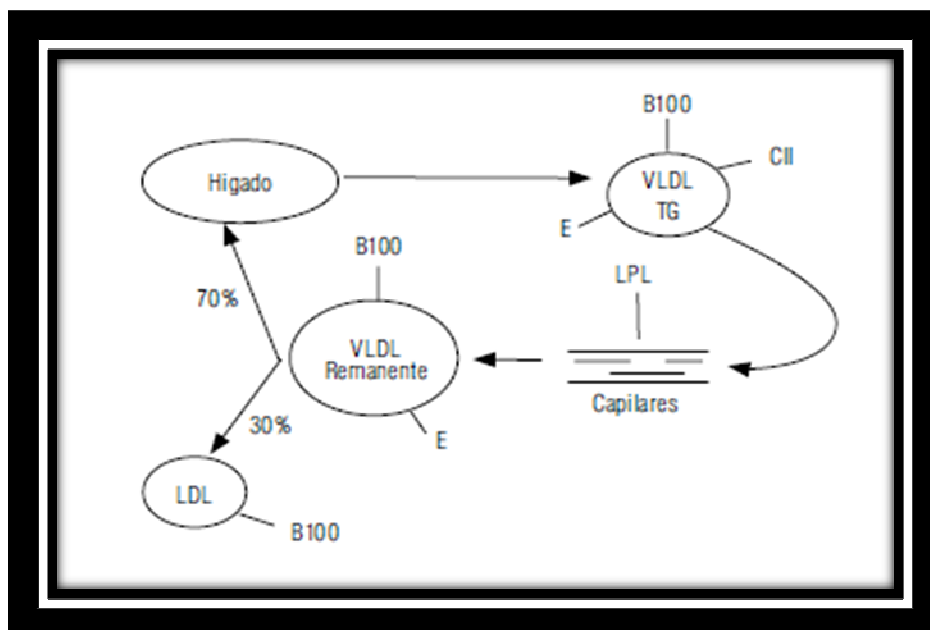 B100
CII
Higado
VLDL
TG
E
B100
LPL
70%
VLDL
Remanente
Capilares
30%
E
LDL
B100